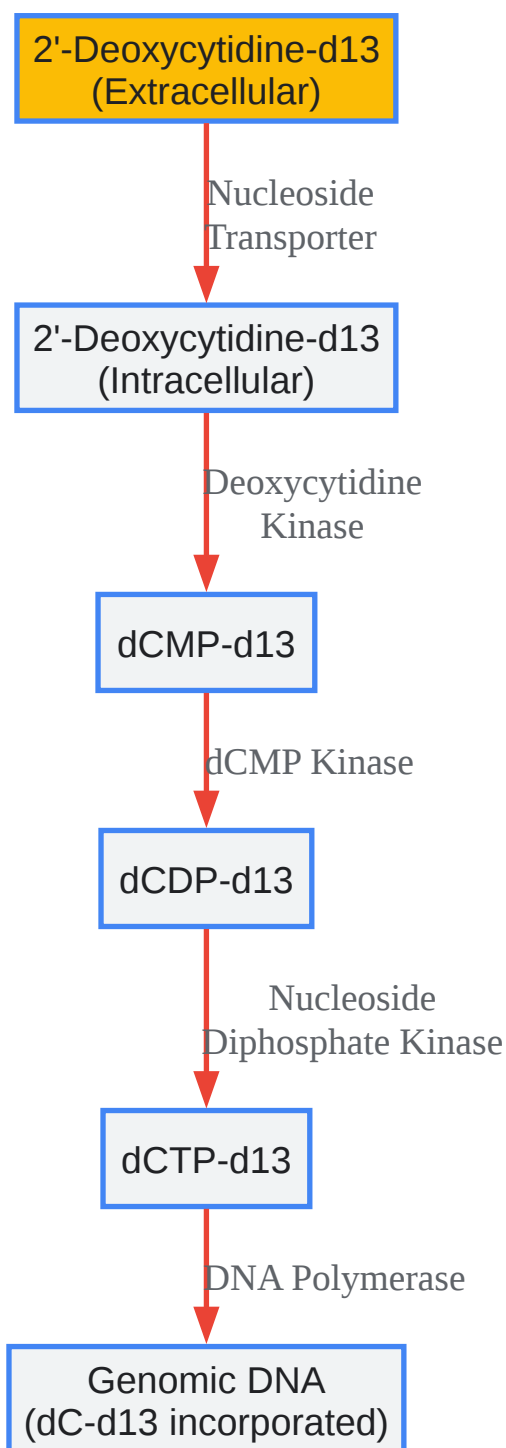 2'-Deoxycytidine-d13
(Extracellular)
Nucleoside
Transporter
2'-Deoxycytidine-d13
(Intracellular)
Deoxycytidine
Kinase
dCMP-d13
dCMP Kinase
dCDP-d13
Nucleoside
Diphosphate Kinase
dCTP-d13
DNA Polymerase
Genomic DNA
(dC-d13 incorporated)